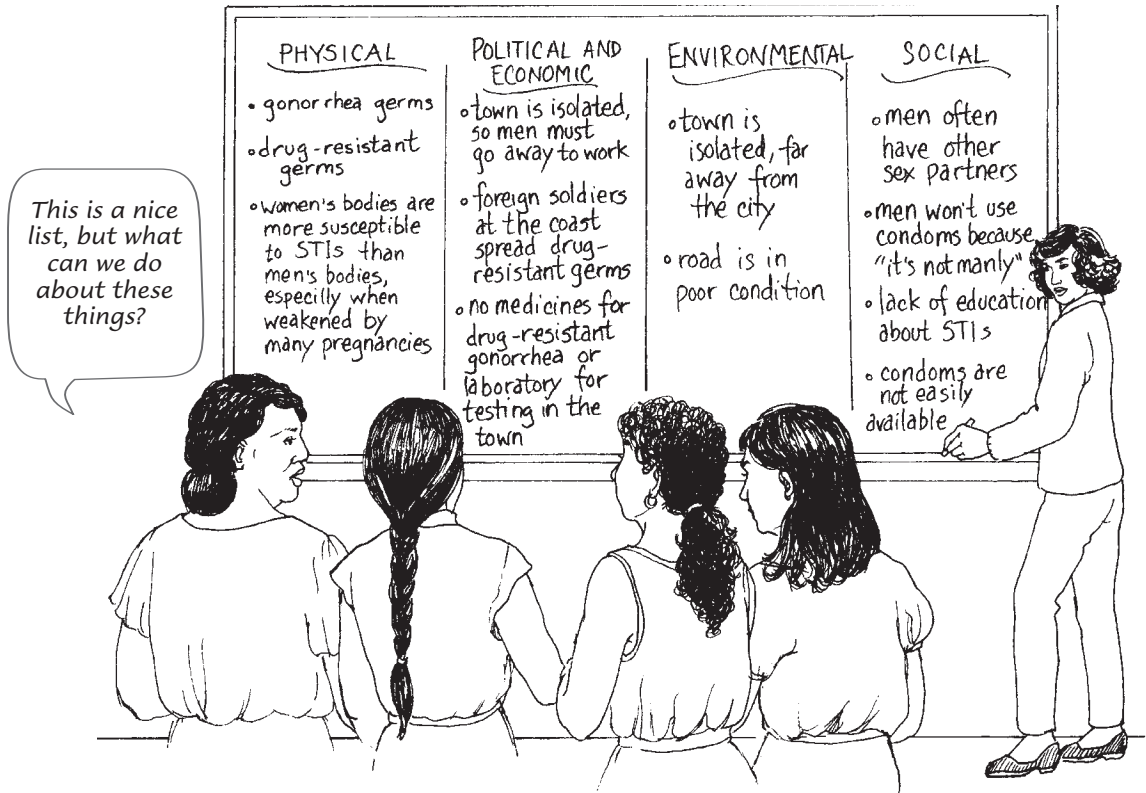 This is a nice
list, but what
can we do
about these
things?
PHYSICAL
• gonorrhea germs
• drug-resistant
germs
• women's bodies are
more susceptible
to STIs than
men's bodies,
especilly when
weakened by
many pregnancies
POLITICAL AND
ECONOMIC
• town is isolated,
so men must
go away to work
• foreign soldiers
at the coast
spread drug-
resistant germs
• no medicines for
drug-resistant
gonorrhea or
laboratory for
testing in the
town
ENVIRONMENTAL
• town is
isolated, far
away from
the city
• road is in
poor condition
SOCIAL
• men often
have other
sex partners
• men won't use
condoms because
"it's not manly"
• lack of education
about STIs
• condoms are
not easily
available